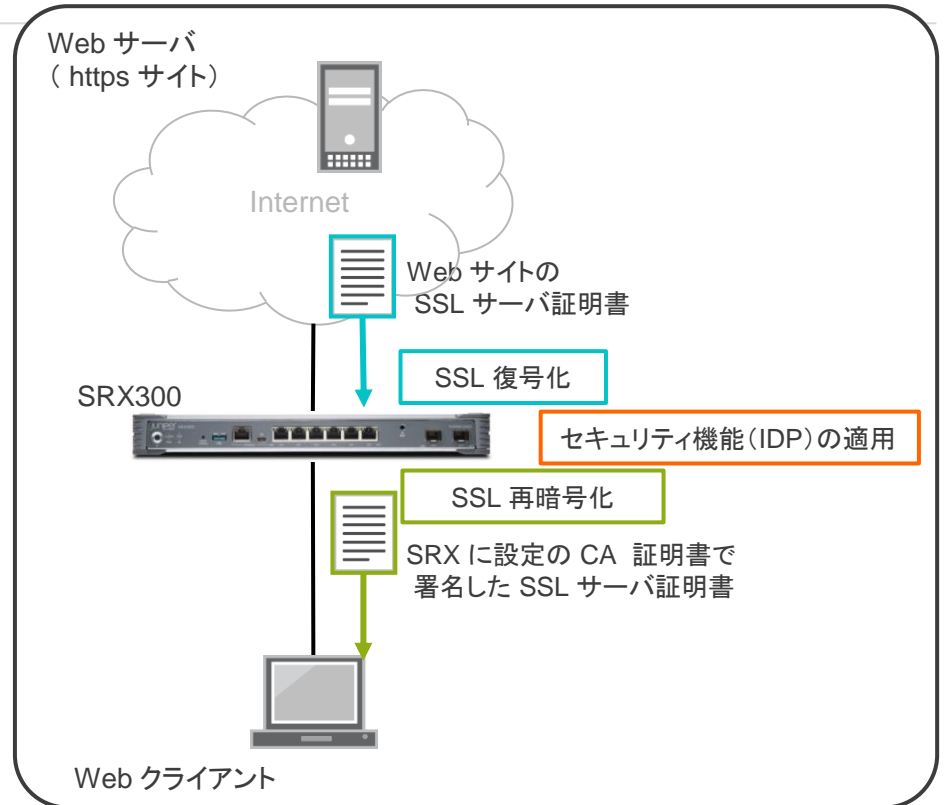 Web サーバ
( https サイト)
Internet
Web サイトの
SSL サーバ証明書
SSL 復号化
SRX300
JUNIPER
セキュリティ機能(IDP)の適用
SSL 再暗号化
SRX に設定の CA 証明書で
署名した SSL サーバ証明書
Web クライアント